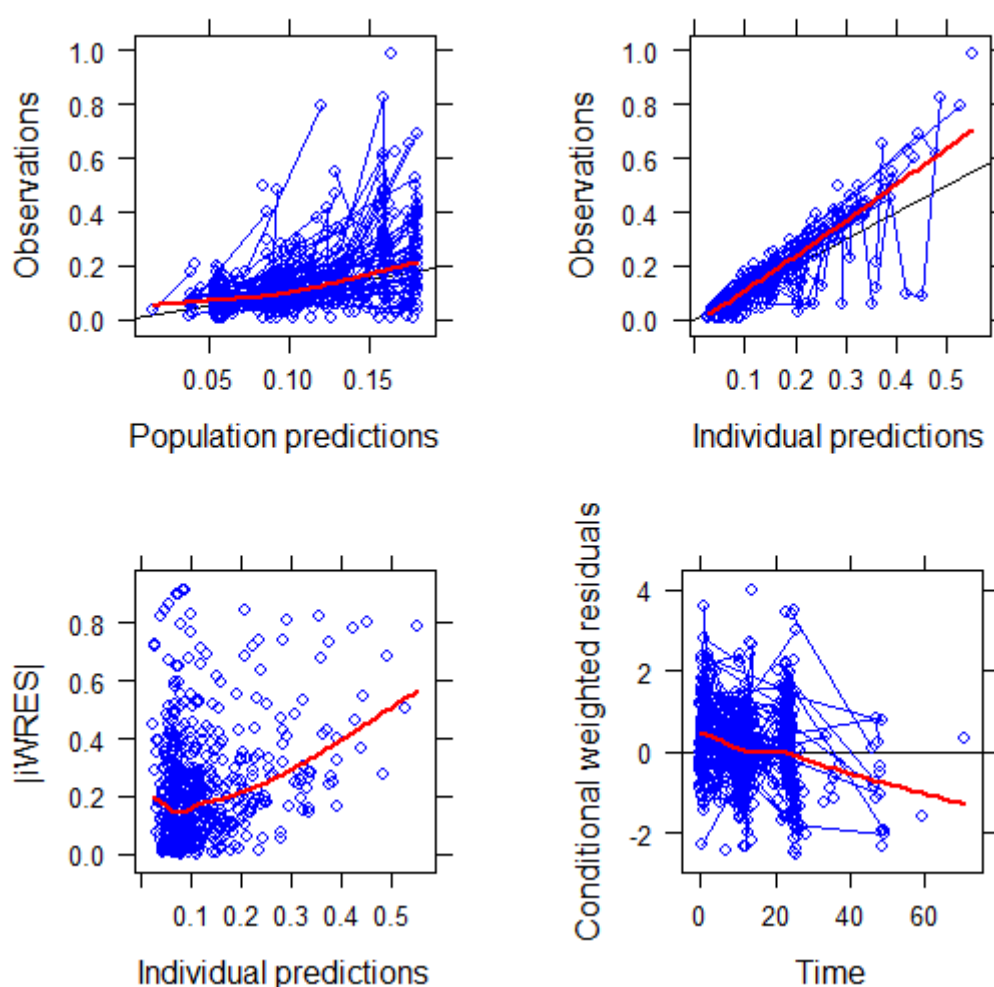 Observations
1.0
0.8
0.6
0.4
0.2
0.0
0.05 0.10 0.15
Population predictions
Observations
1.0
0.8
0.6
0.4
0.2
0.0
0.1 0.2 0.3 0.4 0.5
Individual predictions
|iWRES|
0.8
0.6
0.4
0.2
0.0
0.1 0.2 0.3 0.4 0.5
Individual predictions
Conditional weighted residuals
4
2
0
-2
0 20 40 60
Time